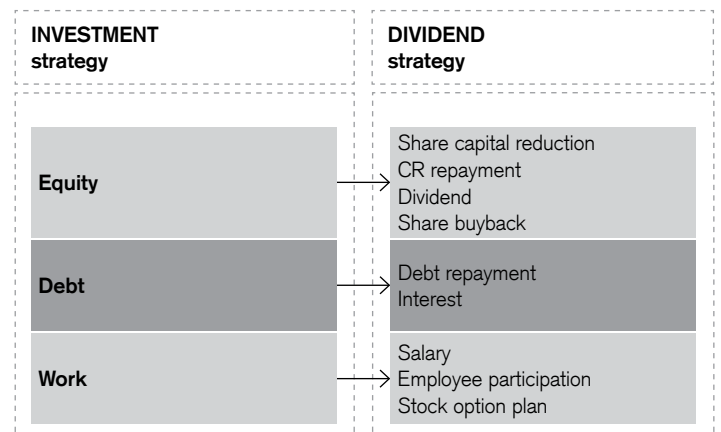 INVESTMENT
strategy
DIVIDEND
strategy
Equity
Share capital reduction
CR repayment
Dividend
Share buyback
Debt
Debt repayment
Interest
Work
Salary
Employee participation
Stock option plan